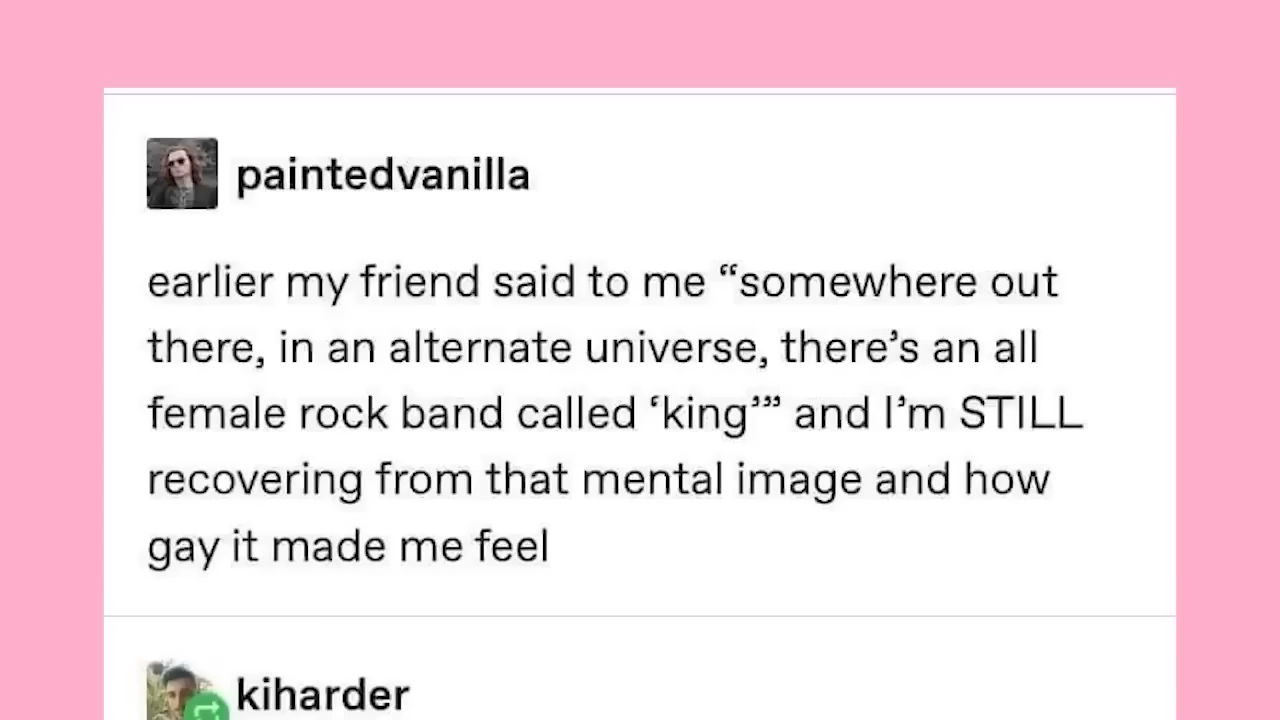 paintedvanilla
earlier my friend said to me “somewhere out
there, in an alternate universe, there’s an all
female rock band called ‘king’” and I’m STILL
recovering from that mental image and how
gay it made me feel
kiharder